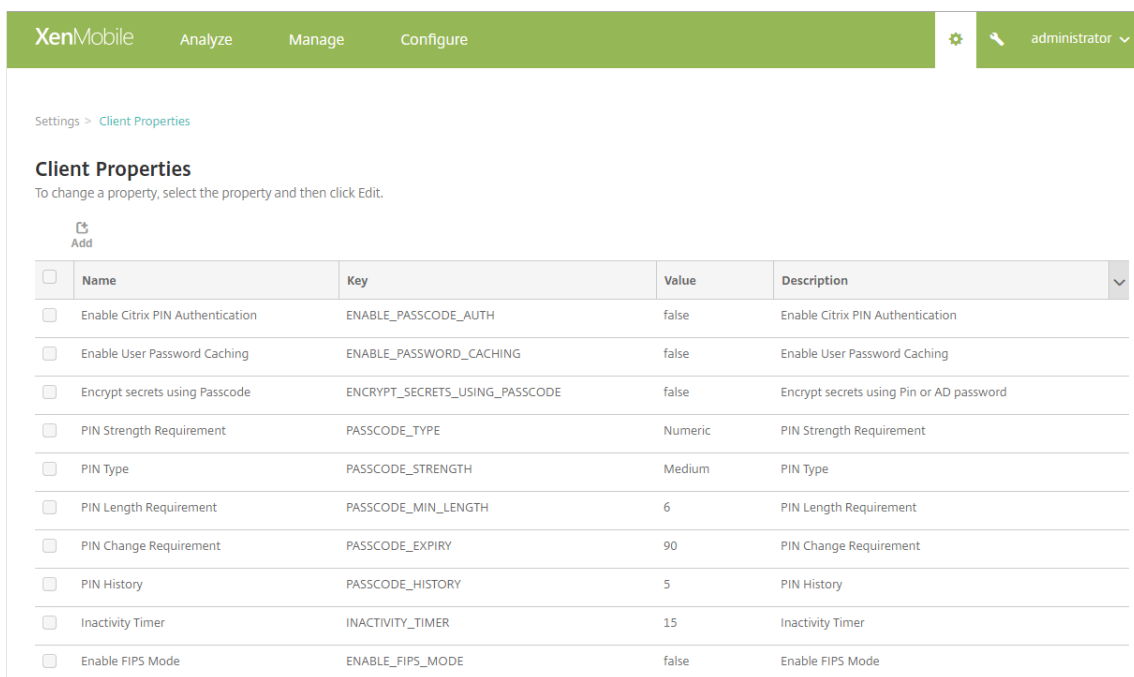 XenMobile Analyze Manage Configure administrator
Settings > Client Properties
Client Properties
To change a property, select the property and then click Edit.
Add
Name Key Value Description
Enable Citrix PIN Authentication ENABLE_PASSCODE_AUTH false Enable Citrix PIN Authentication
Enable User Password Caching ENABLE_PASSWORD_CACHING false Enable User Password Caching
Encrypt secrets using Passcode ENCRYPT_SECRETS_USING_PASSCODE false Encrypt secrets using Pin or AD password
PIN Strength Requirement PASSCODE_TYPE Numeric PIN Strength Requirement
PIN Type PASSCODE_STRENGTH Medium PIN Type
PIN Length Requirement PASSCODE_MIN_LENGTH 6 PIN Length Requirement
PIN Change Requirement PASSCODE_EXPIRY 90 PIN Change Requirement
PIN History PASSCODE_HISTORY 5 PIN History
Inactivity Timer INACTIVITY_TIMER 15 Inactivity Timer
Enable FIPS Mode ENABLE_FIPS_MODE false Enable FIPS Mode